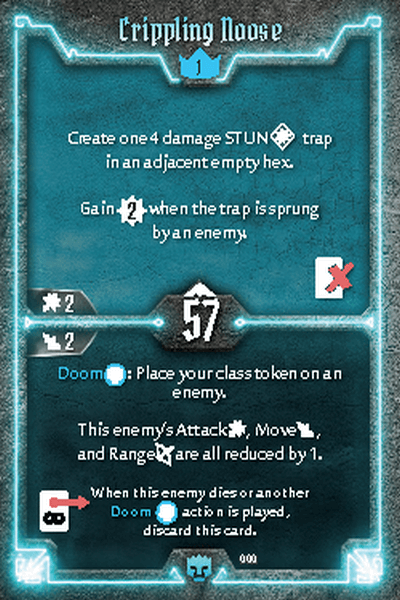 Crippling Noose
1
Create one 4 damage STUN trap
in an adjacent empty hex.
Gain 2 when the trap is sprung
by an enemy.
2
57
2
Doom : Place your class token on an
enemy.
This enemy's Attack , Move ,
and Range are all reduced by 1.
When this enemy dies or another
Doom action is played,
discard this card.
000